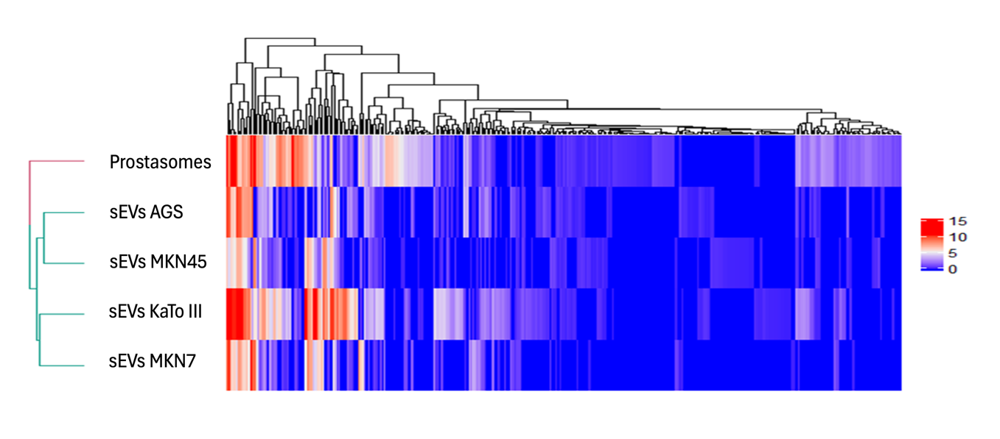 Prostasomes
sEVs AGS
sEVs MKN45
sEVs KaTo III
sEVs MKN7
15
10
5
0